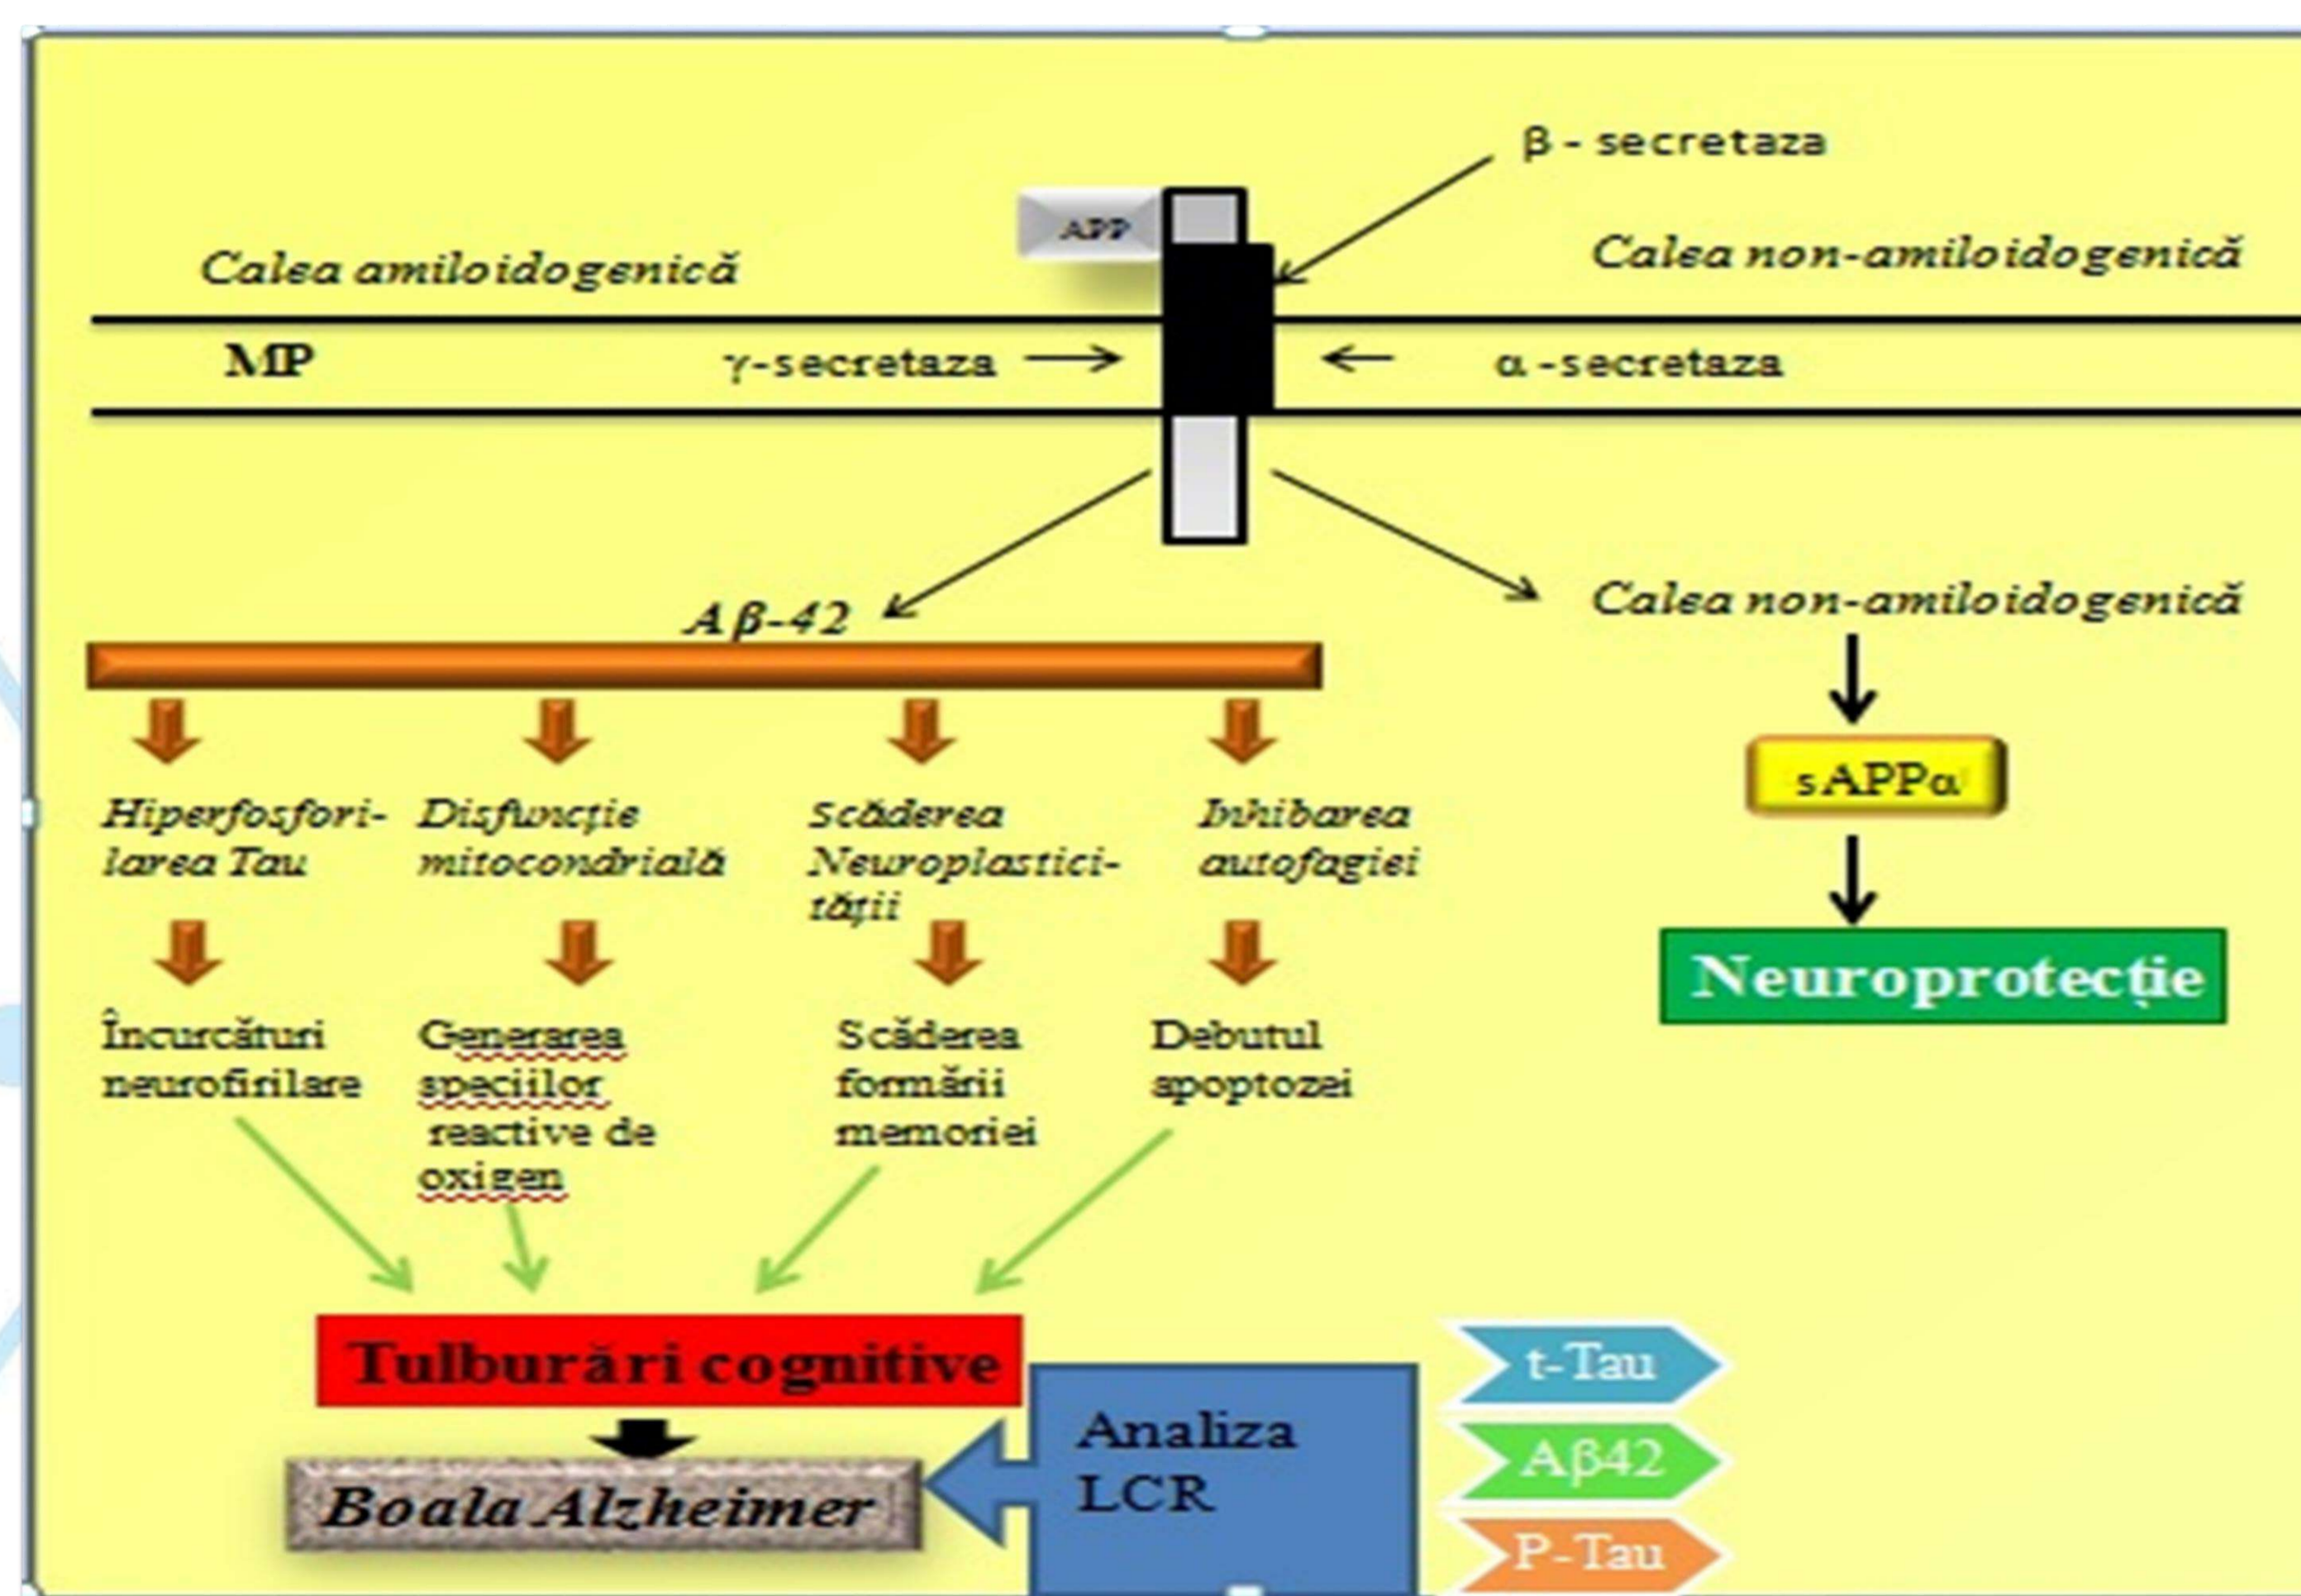 β - secretaza
APP
Calea amiloidogenică
Calea non-amiloidogenică
MP
γ-secretaza
α -secretaza
Aβ-42
Calea non-amiloidogenică
sAPPα
Neuroprotecție
Hiperfosfori-
larea Tau
Disfuncție
mitocondrială
Scăderea
Neuroplastici-
tății
Inhibarea
autofagiei
Încurcături
neurofirilare
Generarea
speciilor
reactive de
oxigen
Scăderea
formării
memoriei
Debutul
apoptozei
Tulburări cognitive
Boala Alzheimer
Analiza
LCR
t-Tau
Aβ42
P-Tau